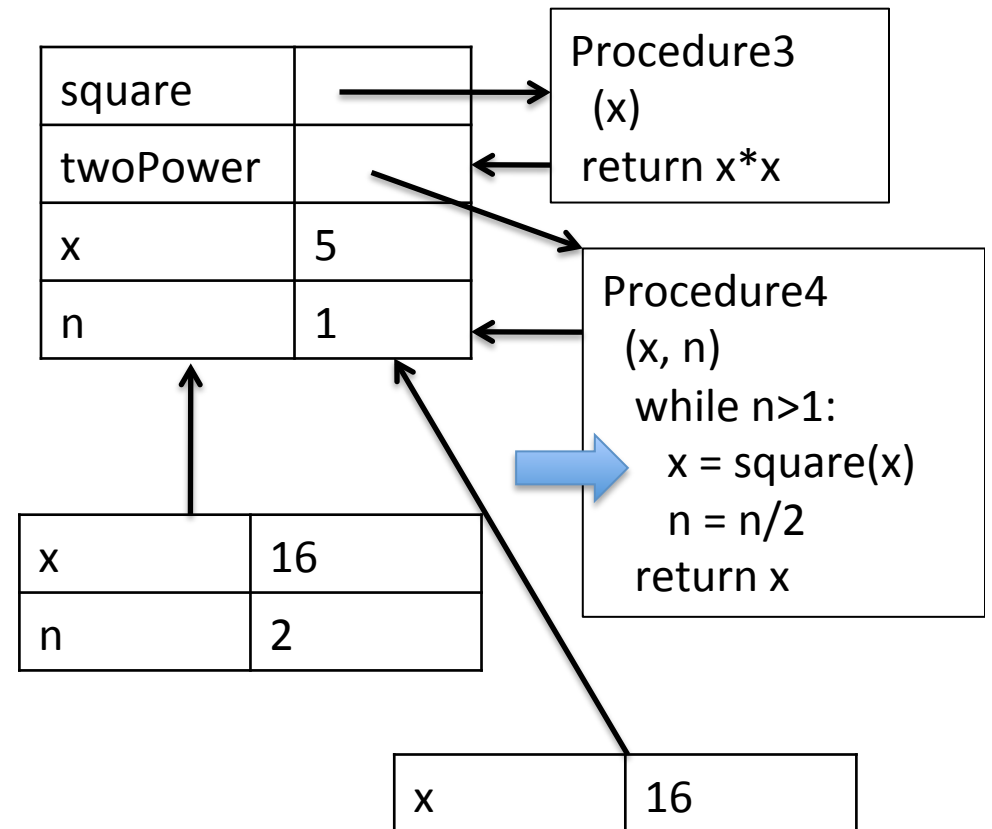 square
twoPower
x 5
n 1
Procedure3
(x)
return x*x
Procedure4
(x, n)
while n>1:
x = square(x)
n = n/2
return x
x 16
n 2
x 16